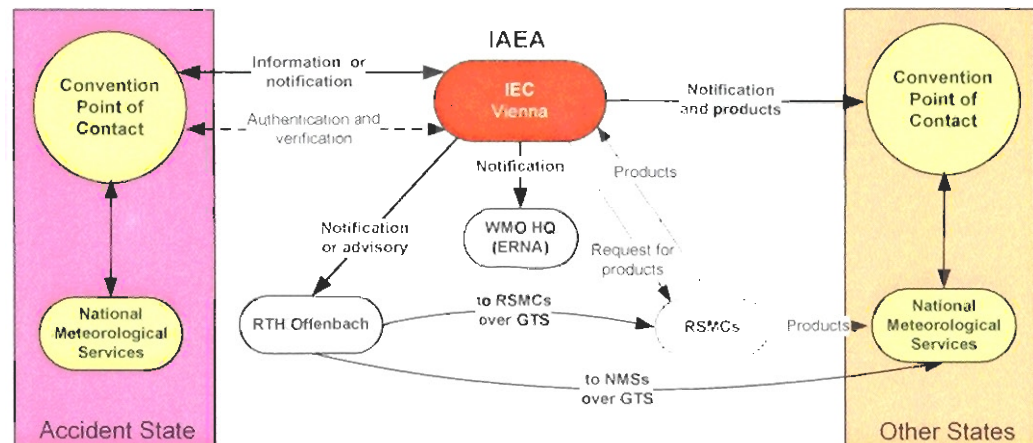 IAEA
Convention
Point of
Contact
Information or
notification
IEC
Vienna
Notification
and products
Convention
Point of
Contact
Authentication and
verification
Notification
Products
Notification
or advisory
WMO HQ
(ERNA)
Request for
products
National
Meteorological
Services
RTH Offenbach
to RSMCs
over GTS
RSMCs
Products
National
Meteorological
Services
to NMSs
over GTS
Accident State
Other States